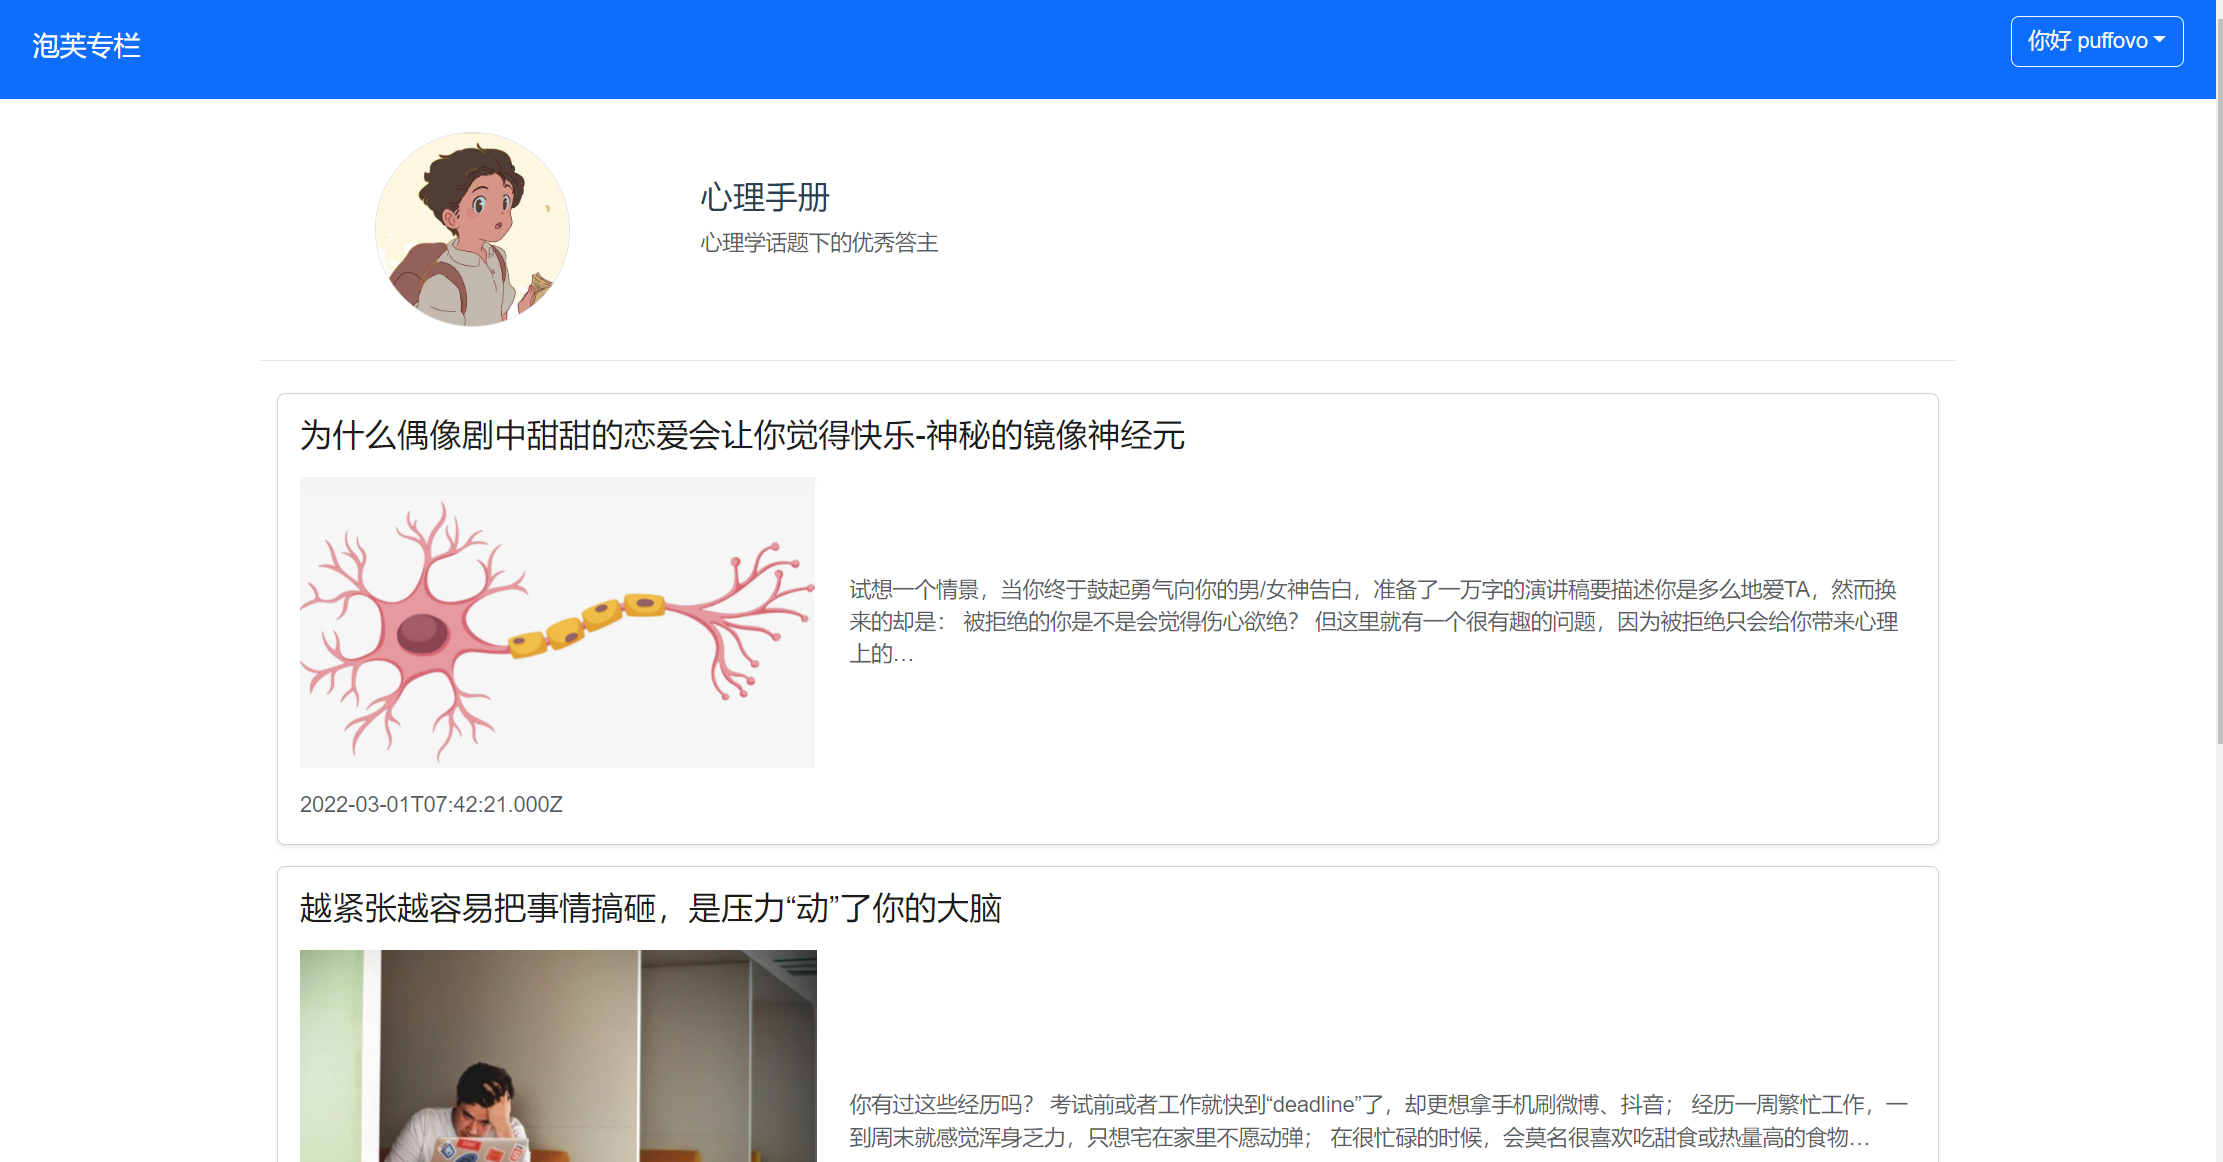 泡芙专栏
你好 puffovo
心理手册
心理学话题下的优秀答主
为什么偶像剧中甜甜的恋爱会让你觉得快乐-神秘的镜像神经元
试想一个情景，当你终于鼓起勇气向你的男/女神告白，准备了一万字的演讲稿要描述你是多么地爱TA，然而换
来的却是： 被拒绝的你是不是会觉得伤心欲绝？ 但这里就有一个很有趣的问题，因为被拒绝只会给你带来心理
上的...
2022-03-01T07:42:21.000Z
越紧张越容易把事情搞砸，是压力“动”了你的大脑
你有过这些经历吗？ 考试前或者工作就快到“deadline”了，却更想拿手机刷微博、抖音； 经历一周繁忙工作，一
到周末就感觉浑身乏力，只想宅在家里不愿动弹； 在很忙碌的时候，会莫名很喜欢吃甜食或热量高的食物...